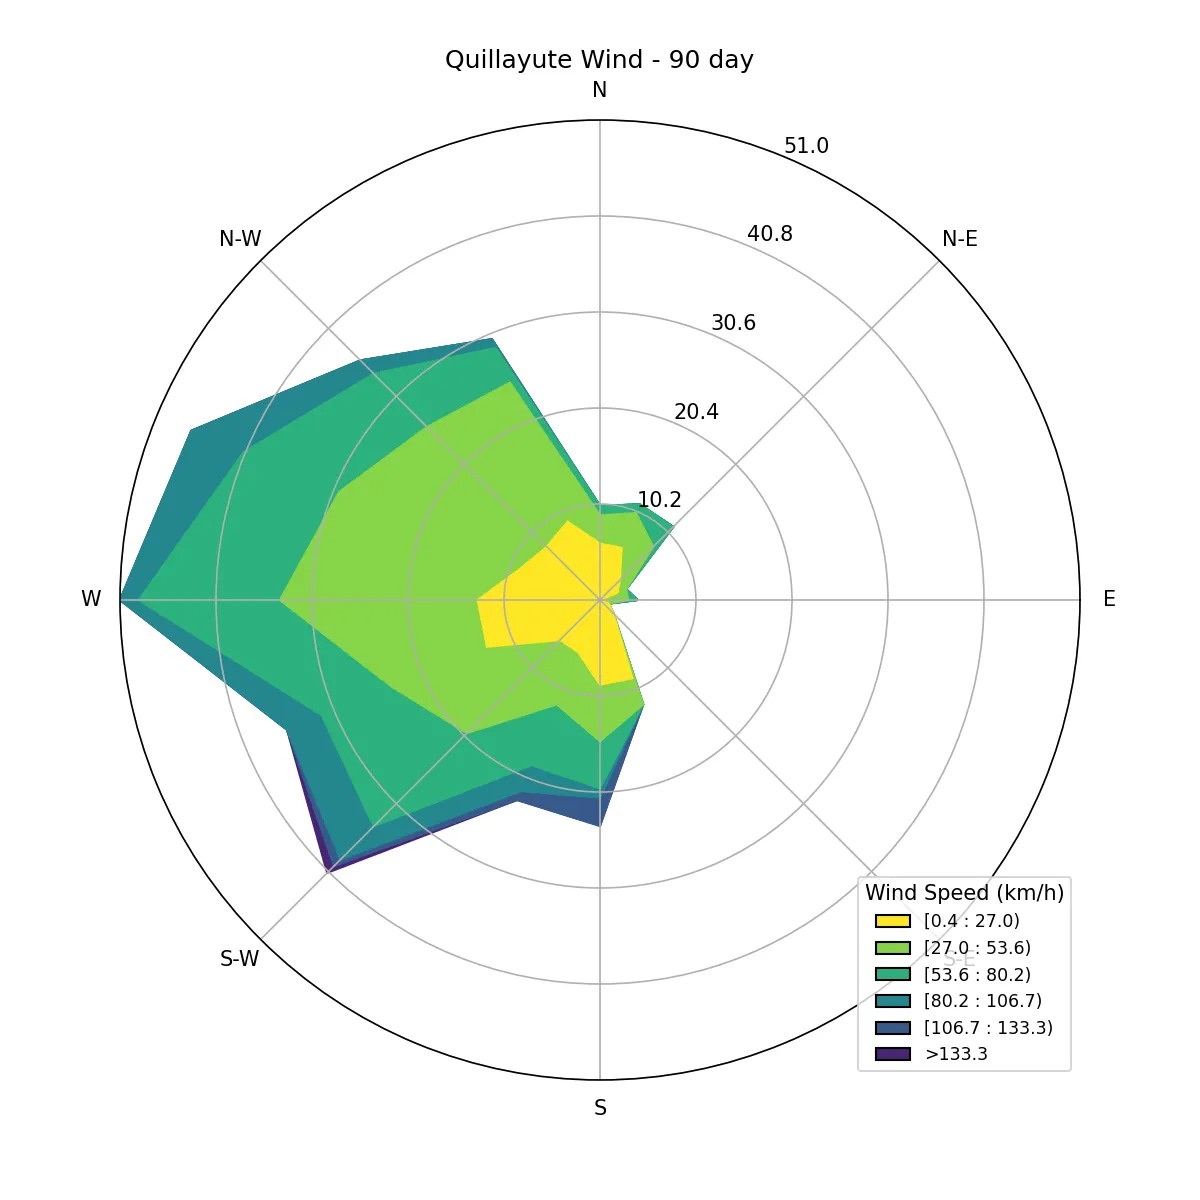 Quillayute Wind - 90 day
N
51.0
N-W
40.8
N-E
30.6
20.4
10.2
W
E
S-W
S-E
Wind Speed (km/h)
[0.4 : 27.0)
[27.0 : 53.6)
[53.6 : 80.2)
[80.2 : 106.7)
[106.7 : 133.3)
>133.3
S